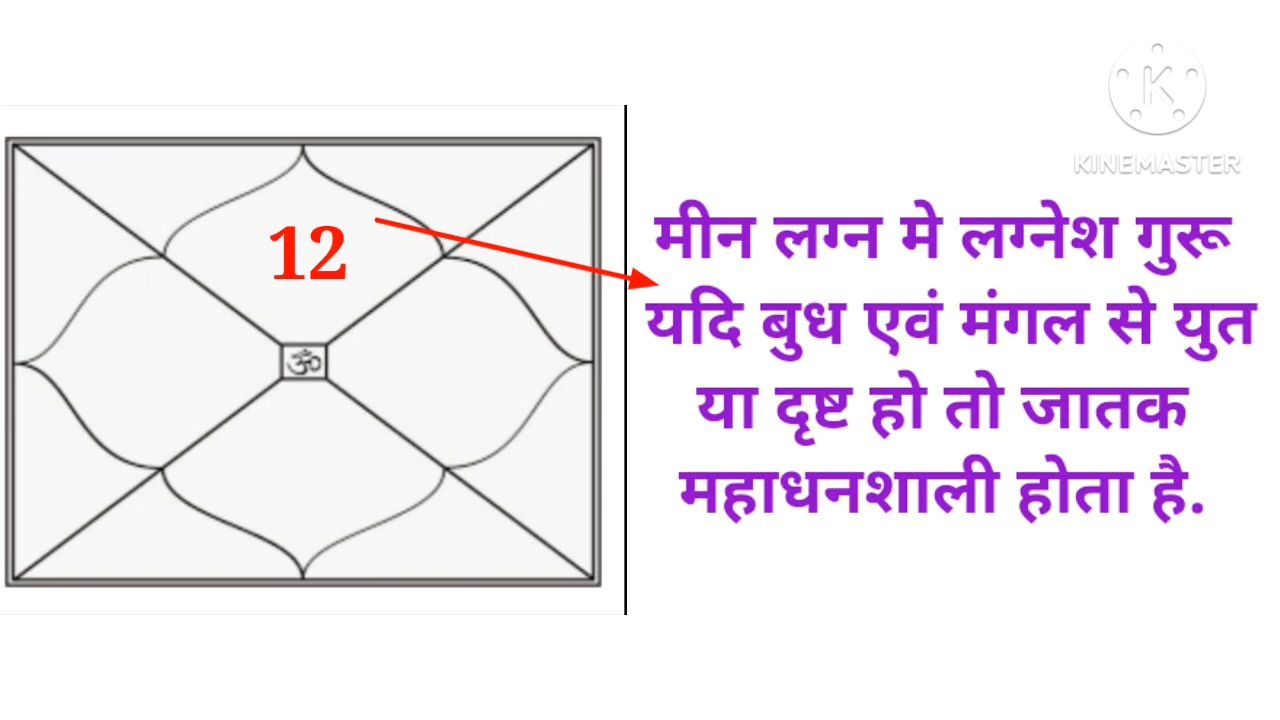 KINEMASTER
12
ॐ
मीन लग्न मे लग्नेश गुरू
यदि बुध एवं मंगल से युत
या दृष्ट हो तो जातक
महाधनशाली होता है.